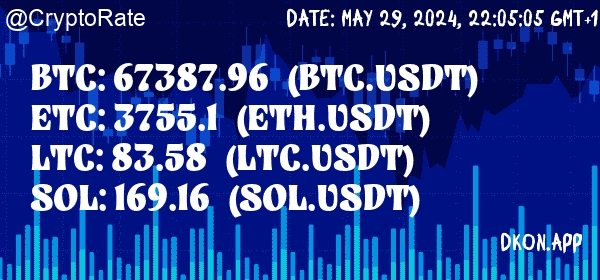 @CryptoRate
DATE: MAY 29, 2024, 22:05:05 GMT+1
BTC: 67387.96 (BTC.USDT)
ETC: 3755.1 (ETH.USDT)
LTC: 83.58 (LTC.USDT)
SOL: 169.16 (SOL.USDT)
DKON.APP